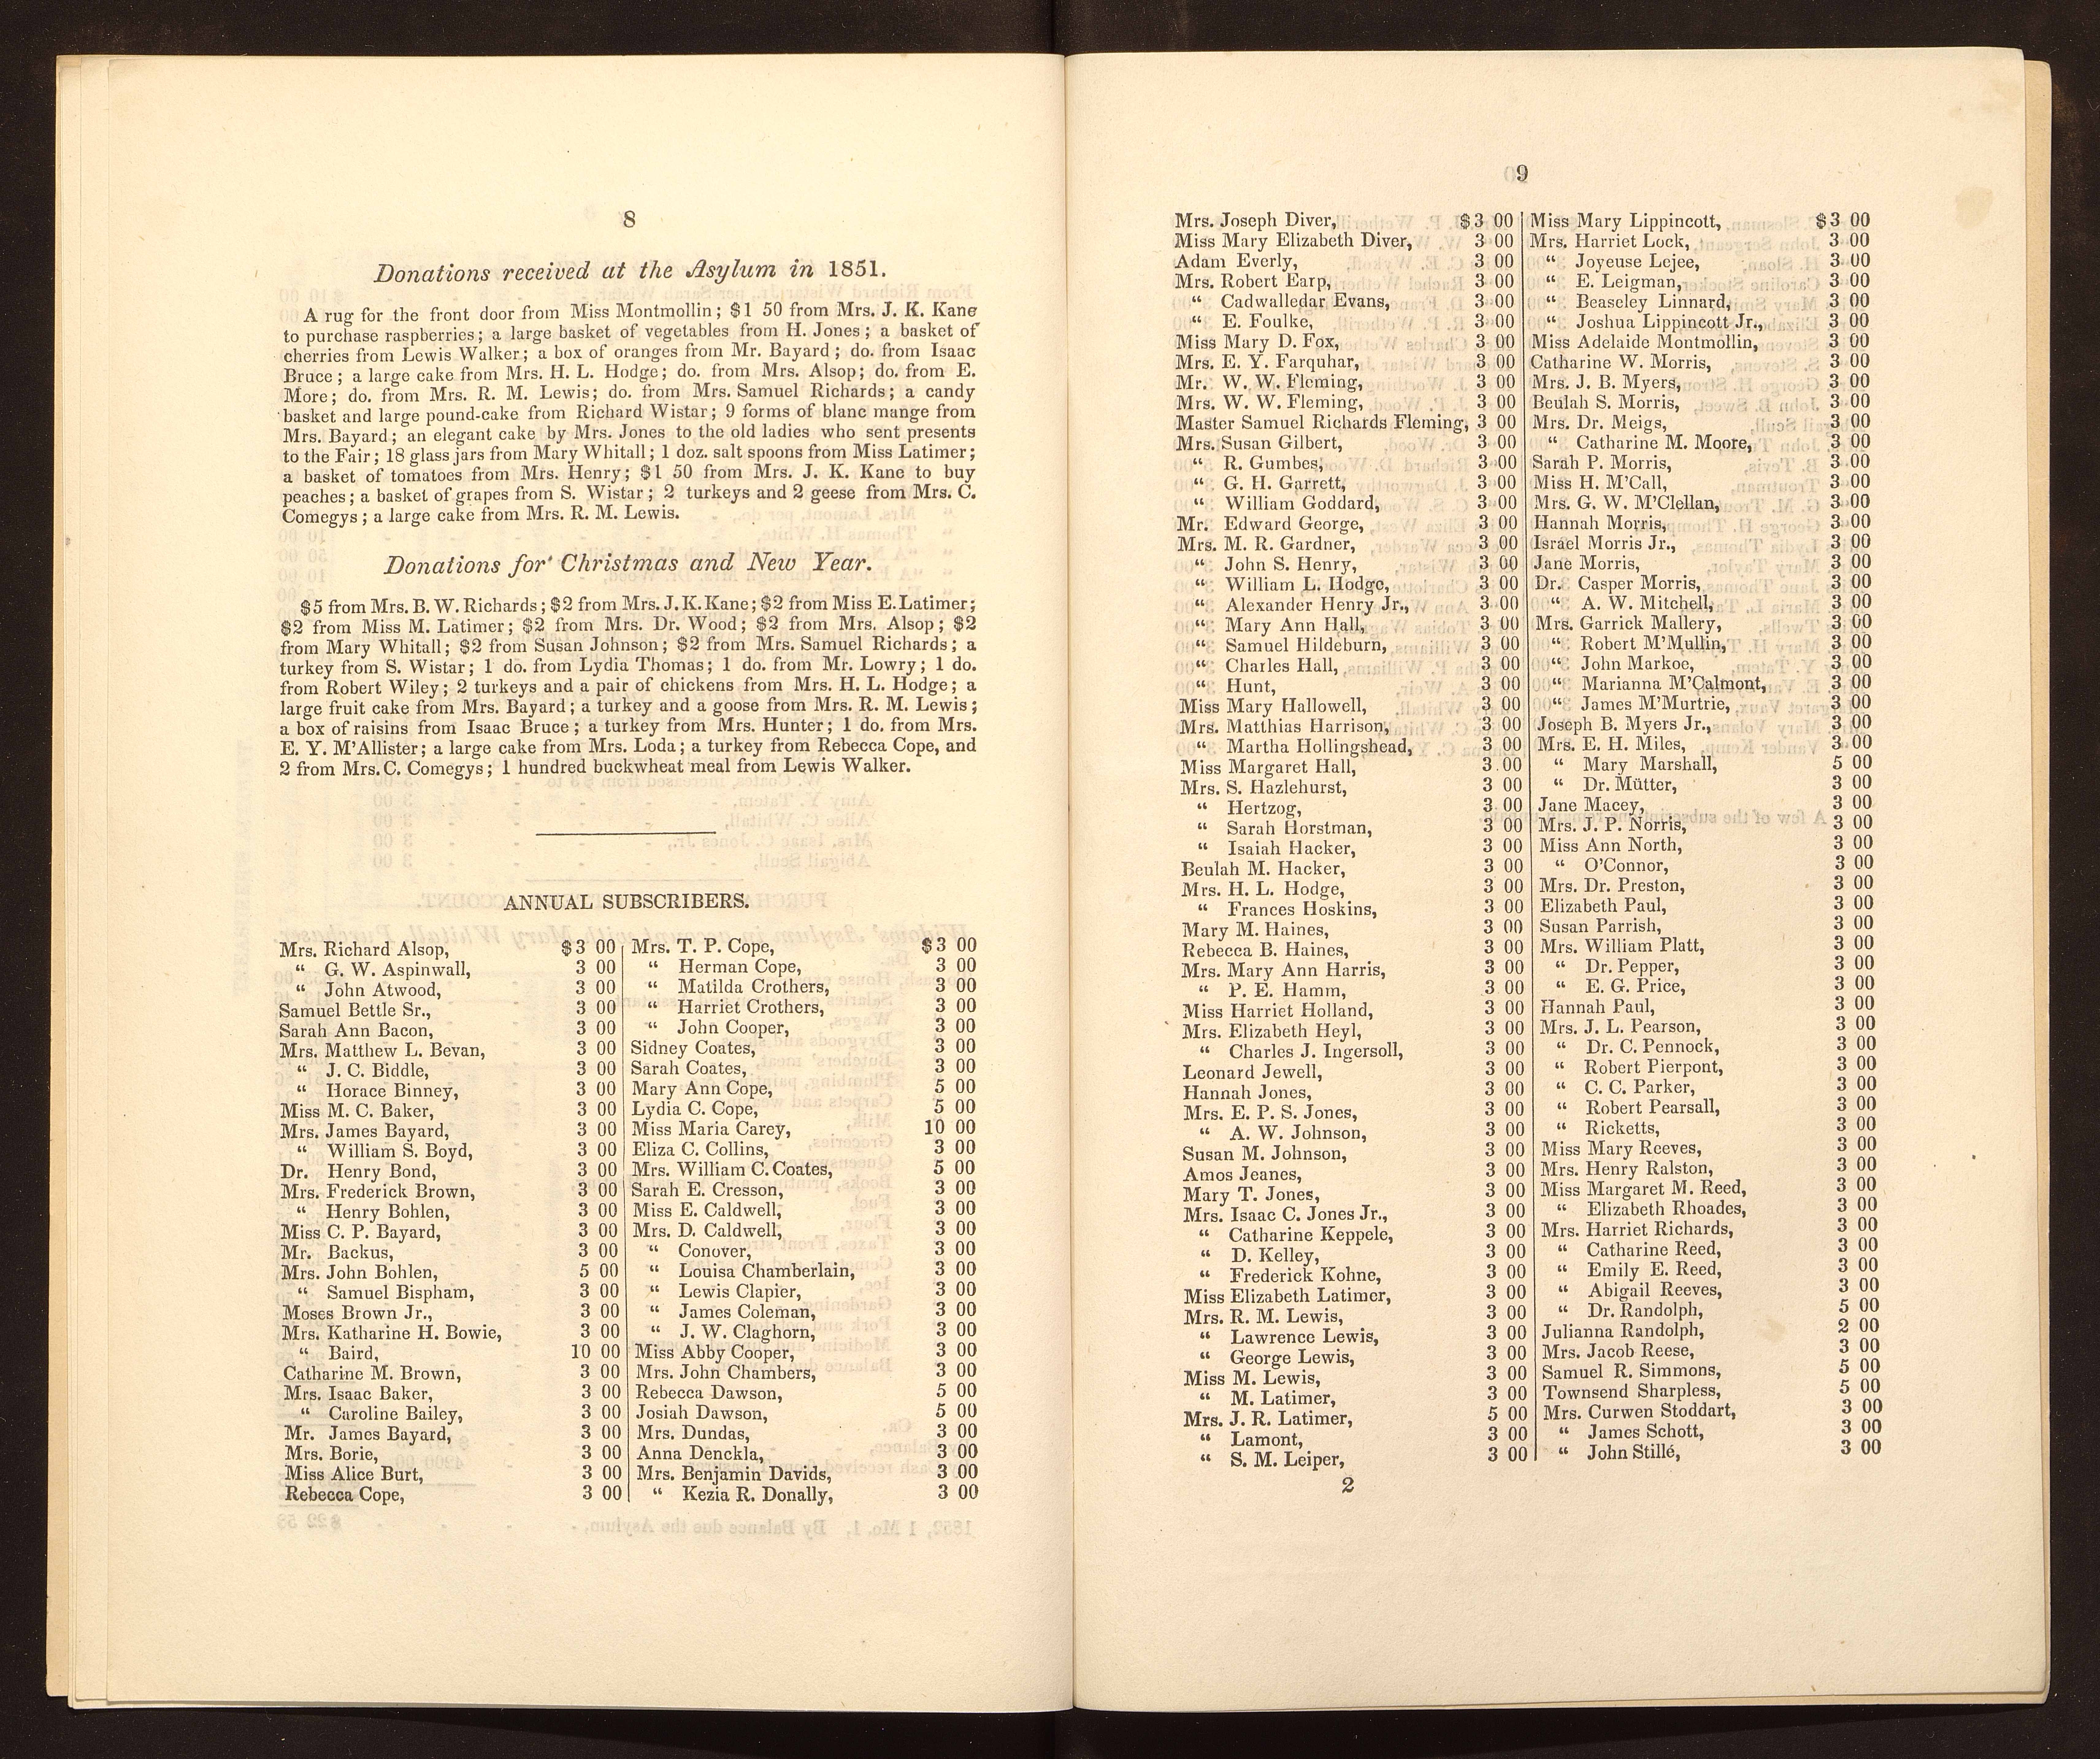 8
Donations received at the Asylum in 1851.
A rug for the front door from Miss Montmollin; $1 50 from Mrs. J. K. Kane
to purchase raspberries; a large basket of vegetables from H. Jones; a basket of
cherries from Lewis Walker; a box of oranges from Mr. Bayard; do. from Isaac
Bruce; a large cake from Mrs. H. L. Hodge; do. from Mrs. Alsop; do. from E.
More; do. from Mrs. R. M. Lewis; do. from Mrs. Samuel Richards; a candy
basket and large pound-cake from Richard Wistar; 9 forms of blanc mange from
Mrs. Bayard; an elegant cake by Mrs. Jones to the old ladies who sent presents
to the Fair; 18 glass jars from Mary Whitall; 1 doz. salt spoons from Miss Latimer;
a basket of tomatoes from Mrs. Henry; $1 50 from Mrs. J. K. Kane to buy
peaches; a basket of grapes from S. Wistar; 2 turkeys and 2 geese from Mrs. C.
Comegys; a large cake from Mrs. R. M. Lewis.
Donations for Christmas and New Year.
$5 from Mrs. B. W. Richards; $2 from Mrs. J. K. Kane; $2 from Miss E. Latimer;
$2 from Miss M. Latimer; $2 from Mrs. Dr. Wood; $2 from Mrs. Alsop; $2
from Mary Whitall; $2 from Susan Johnson; $2 from Mrs. Samuel Richards; a
turkey from S. Wistar; 1 do. from Lydia Thomas; 1 do. from Mr. Lowry; 1 do.
from Robert Wiley; 2 turkeys and a pair of chickens from Mrs. H. L. Hodge; a
large fruit cake from Mrs. Bayard; a turkey and a goose from Mrs. R. M. Lewis;
a box of raisins from Isaac Bruce; a turkey from Mrs. Hunter; 1 do. from Mrs.
E. Y. M'Allister; a large cake from Mrs. Loda; a turkey from Rebecca Cope, and
2 from Mrs. C. Comegys; 1 hundred buckwheat meal from Lewis Walker.
ANNUAL SUBSCRIBERS.
Mrs. Richard Alsop, $3 00
“ G. W. Aspinwall, 3 00
“ John Atwood, 3 00
Samuel Bettle Sr., 3 00
Sarah Ann Bacon, 3 00
Mrs. Matthew L. Bevan, 3 00
“ J. C. Biddle, 3 00
“ Horace Binney, 3 00
Miss M. C. Baker, 3 00
Mrs. James Bayard, 3 00
“ William S. Boyd, 3 00
Dr. Henry Bond, 3 00
Mrs. Frederick Brown, 3 00
“ Henry Bohlen, 3 00
Miss C. P. Bayard, 3 00
Mr. Backus, 3 00
Mrs. John Bohlen, 5 00
“ Samuel Bispham, 3 00
Moses Brown Jr., 3 00
Mrs. Katharine H. Bowie, 3 00
“ Baird, 10 00
Catharine M. Brown, 3 00
Mrs. Isaac Baker, 3 00
“ Caroline Bailey, 3 00
Mr. James Bayard, 3 00
Mrs. Borie, 3 00
Miss Alice Burt, 3 00
Rebecca Cope, 3 00
Mrs. T. P. Cope, $3 00
“ Herman Cope, 3 00
“ Matilda Crothers, 3 00
“ Harriet Crothers, 3 00
“ John Cooper, 3 00
Sidney Coates, 3 00
Sarah Coates, 3 00
Mary Ann Cope, 5 00
Lydia C. Cope, 5 00
Miss Maria Carey, 10 00
Eliza C. Collins, 3 00
Mrs. William C. Coates, 5 00
Sarah E. Cresson, 3 00
Miss E. Caldwell, 3 00
Mrs. D. Caldwell, 3 00
“ Conover, 3 00
“ Louisa Chamberlain, 3 00
“ Lewis Clapier, 3 00
“ James Coleman, 3 00
“ J. W. Claghorn, 3 00
Miss Abby Cooper, 3 00
Mrs. John Chambers, 3 00
Rebecca Dawson, 5 00
Josiah Dawson, 5 00
Mrs. Dundas, 3 00
Anna Denckla, 3 00
Mrs. Benjamin Davids, 3 00
“ Kezia R. Donally, 3 00
9
Mrs. Joseph Diver, $3 00
Miss Mary Elizabeth Diver, 3 00
Adam Everly, 3 00
Mrs. Robert Earp, 3 00
“ Cadwalledar Evans, 3 00
“ E. Foulke, 3 00
Miss Mary D. Fox, 3 00
Mrs. E. Y. Farquhar, 3 00
Mr. W. W. Fleming, 3 00
Mrs. W. W. Fleming, 3 00
Master Samuel Richards Fleming, 3 00
Mrs. Susan Gilbert, 3 00
“ R. Gumbes, 3 00
“ G. H. Garrett, 3 00
“ William Goddard, 3 00
Mr. Edward George, 3 00
Mrs. M. R. Gardner, 3 00
“ John S. Henry, 3 00
“ William L. Hodge, 3 00
“ Alexander Henry Jr., 3 00
“ Mary Ann Hall, 3 00
“ Samuel Hildeburn, 3 00
“ Charles Hall, 3 00
“ Hunt, 3 00
Miss Mary Hallowell, 3 00
Mrs. Matthias Harrison, 3 00
“ Martha Hollingshead, 3 00
Miss Margaret Hall, 3 00
Mrs. S. Hazlehurst, 3 00
“ Hertzog, 3 00
“ Sarah Horstman, 3 00
“ Isaiah Hacker, 3 00
Beulah M. Hacker, 3 00
Mrs. H. L. Hodge, 3 00
“ Frances Hoskins, 3 00
Mary M. Haines, 3 00
Rebecca B. Haines, 3 00
Mrs. Mary Ann Harris, 3 00
“ P. E. Hamm, 3 00
Miss Harriet Holland, 3 00
Mrs. Elizabeth Heyl, 3 00
“ Charles J. Ingersoll, 3 00
Leonard Jewell, 3 00
Hannah Jones, 3 00
Mrs. E. P. S. Jones, 3 00
“ A. W. Johnson, 3 00
Susan M. Johnson, 3 00
Amos Jeanes, 3 00
Mary T. Jones, 3 00
Mrs. Isaac C. Jones Jr., 3 00
“ Catharine Keppele, 3 00
“ D. Kelley, 3 00
“ Frederick Kohne, 3 00
Miss Elizabeth Latimer, 3 00
Mrs. R. M. Lewis, 3 00
“ Lawrence Lewis, 3 00
“ George Lewis, 3 00
Miss M. Lewis, 3 00
“ M. Latimer, 3 00
Mrs. J. R. Latimer, 5 00
“ Lamont, 3 00
“ S. M. Leiper, 3 00
Miss Mary Lippincott, $3 00
Mrs. Harriet Lock, 3 00
“ Joyeuse Lejee, 3 00
“ E. Leigman, 3 00
“ Beaseley Linnard, 3 00
“ Joshua Lippincott Jr., 3 00
Miss Adelaide Montmollin, 3 00
Catharine W. Morris, 3 00
Mrs. J. B. Myers, 3 00
Beulah S. Morris, 3 00
Mrs. Dr. Meigs, 3 00
“ Catharine M. Moore, 3 00
Sarah P. Morris, 3 00
Miss H. M'Call, 3 00
Mrs. G. W. M'Clellan, 3 00
Hannah Morris, 3 00
Israel Morris Jr., 3 00
Jane Morris, 3 00
Dr. Casper Morris, 3 00
“ A. W. Mitchell, 3 00
Mrs. Garrick Mallery, 3 00
“ Robert M'Mullin, 3 00
“ John Markoe, 3 00
“ Marianna M'Calmont, 3 00
“ James M'Murtrie, 3 00
Joseph B. Myers Jr., 3 00
Mrs. E. H. Miles, 3 00
“ Mary Marshall, 5 00
“ Dr. Mütter, 3 00
Jane Macey, 3 00
Mrs. J. P. Norris, 3 00
Miss Ann North, 3 00
“ O'Connor, 3 00
Mrs. Dr. Preston, 3 00
Elizabeth Paul, 3 00
Susan Parrish, 3 00
Mrs. William Platt, 3 00
“ Dr. Pepper, 3 00
“ E. G. Price, 3 00
Hannah Paul, 3 00
Mrs. J. L. Pearson, 3 00
“ Dr. C. Pennock, 3 00
“ Robert Pierpont, 3 00
“ C. C. Parker, 3 00
“ Robert Pearsall, 3 00
“ Ricketts, 3 00
Miss Mary Reeves, 3 00
Mrs. Henry Ralston, 3 00
Miss Margaret M. Reed, 3 00
“ Elizabeth Rhoades, 3 00
Mrs. Harriet Richards, 3 00
“ Catharine Reed, 3 00
“ Emily E. Reed, 3 00
“ Abigail Reeves, 3 00
“ Dr. Randolph, 5 00
Julianna Randolph, 2 00
Mrs. Jacob Reese, 3 00
Samuel R. Simmons, 5 00
Townsend Sharpless, 5 00
Mrs. Curwen Stoddart, 3 00
“ James Schott, 3 00
“ John Stillé, 3 00
2